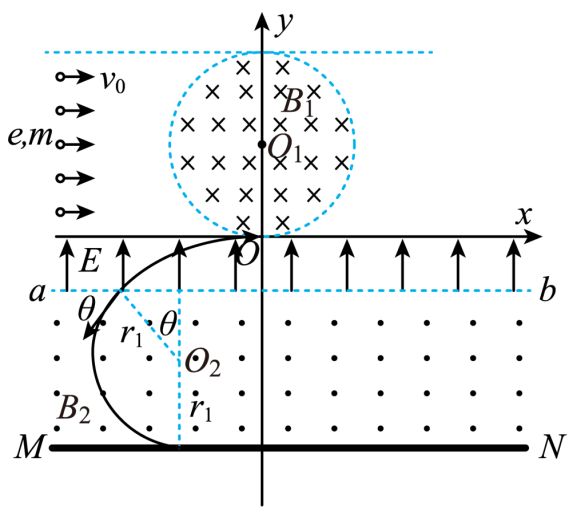 y
v₀
B₁
e,m
O₁
x
O
E
a
b
θ
r₁
θ
O₂
B₂
r₁
M
N